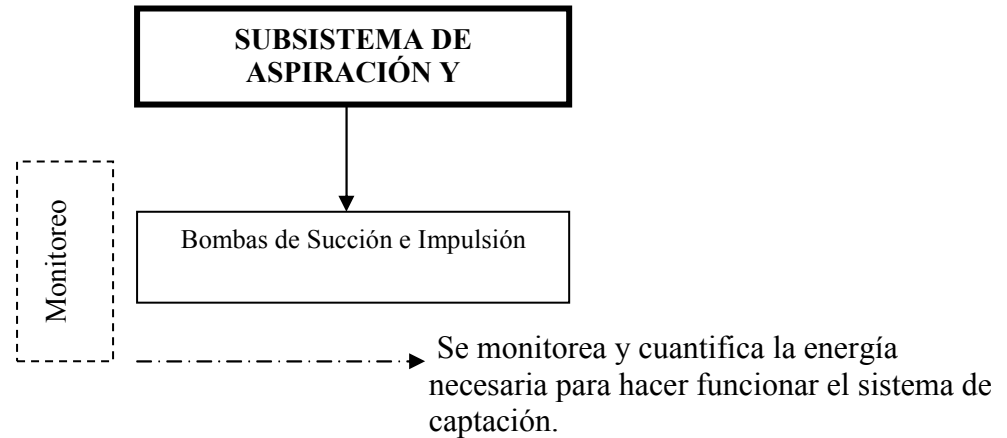 SUBSISTEMA DE
ASPIRACIÓN Y
Monitoreo
Bombas de Succión e Impulsión
Se monitorea y cuantifica la energía
necesaria para hacer funcionar el sistema de
captación.